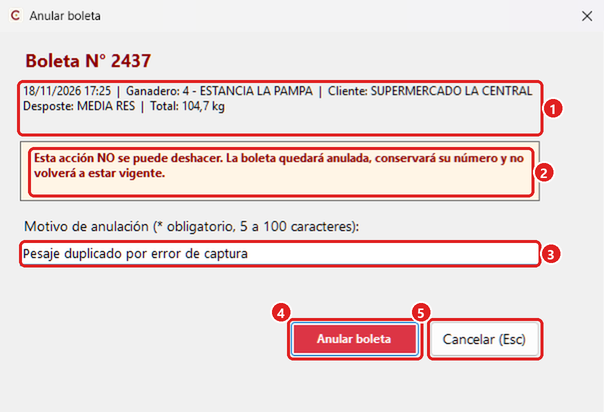 Anular boleta
Boleta N° 2437
18/11/2026 17:25 | Ganadero: 4 - ESTANCIA LA PAMPA | Cliente: SUPERMERCADO LA CENTRAL
Desposte: MEDIA RES | Total: 104,7 kg
1
Esta acción NO se puede deshacer. La boleta quedará anulada, conservará su número y no
volverá a estar vigente.
2
Motivo de anulación (* obligatorio, 5 a 100 caracteres):
Pesaje duplicado por error de captura
3
4
Anular boleta
5
Cancelar (Esc)